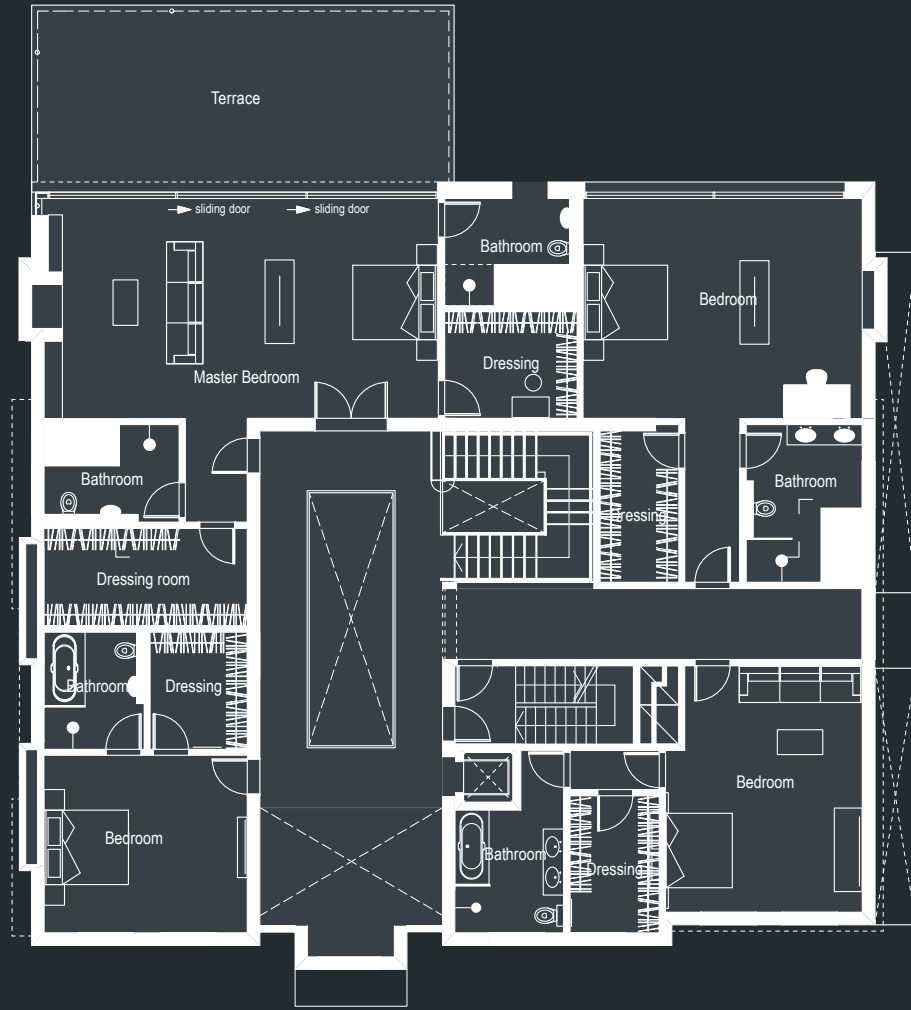 Terrace
sliding door
sliding door
Bathroom
Bedroom
Master Bedroom
Dressing
Bathroom
Bathroom
Dressing
Dressing room
Bathroom
Dressing
Bedroom
Bedroom
Bathroom
Dressing